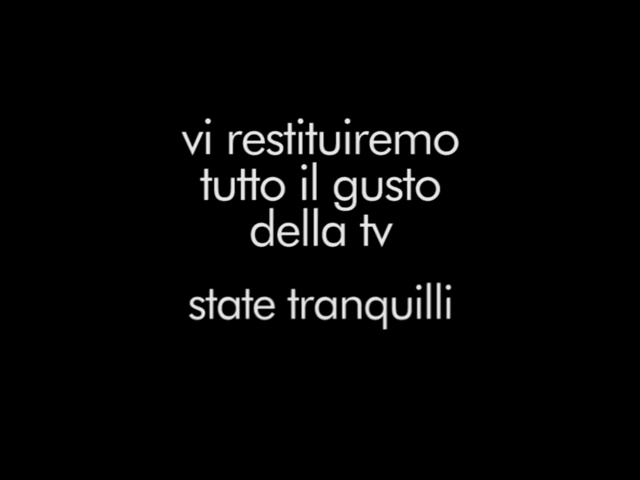 vi restituiremo
tutto il gusto
della tv
state tranquilli